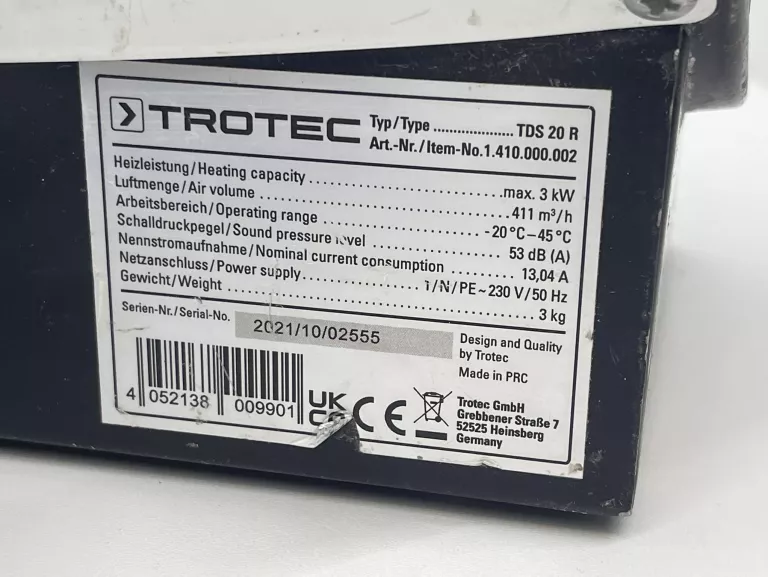 TROTEC
Typ/Type .................... TDS 20 R
Art.-Nr./Item-No.1.410.000.002
Heizleistung/Heating capacity ................................ max. 3 kW
Luftmenge/Air volume ................................ 411 m³/h
Arbeitsbereich/Operating range ........................ -20°C–45°C
Schalldruckpegel/Sound pressure level ................ 53 dB (A)
Nennstromaufnahme/Nominal current consumption ......... 13,04 A
Netzanschluss/Power supply ................ 1/N/PE~230 V/50 Hz
Gewicht/Weight ................................ 3 kg
Serien-Nr./Serial-No. 2021/10/02555
Design and Quality
by Trotec
Made in PRC
4 052138 009901
UK
CE
Trotec GmbH
Grebbener Straße 7
52525 Heinsberg
Germany